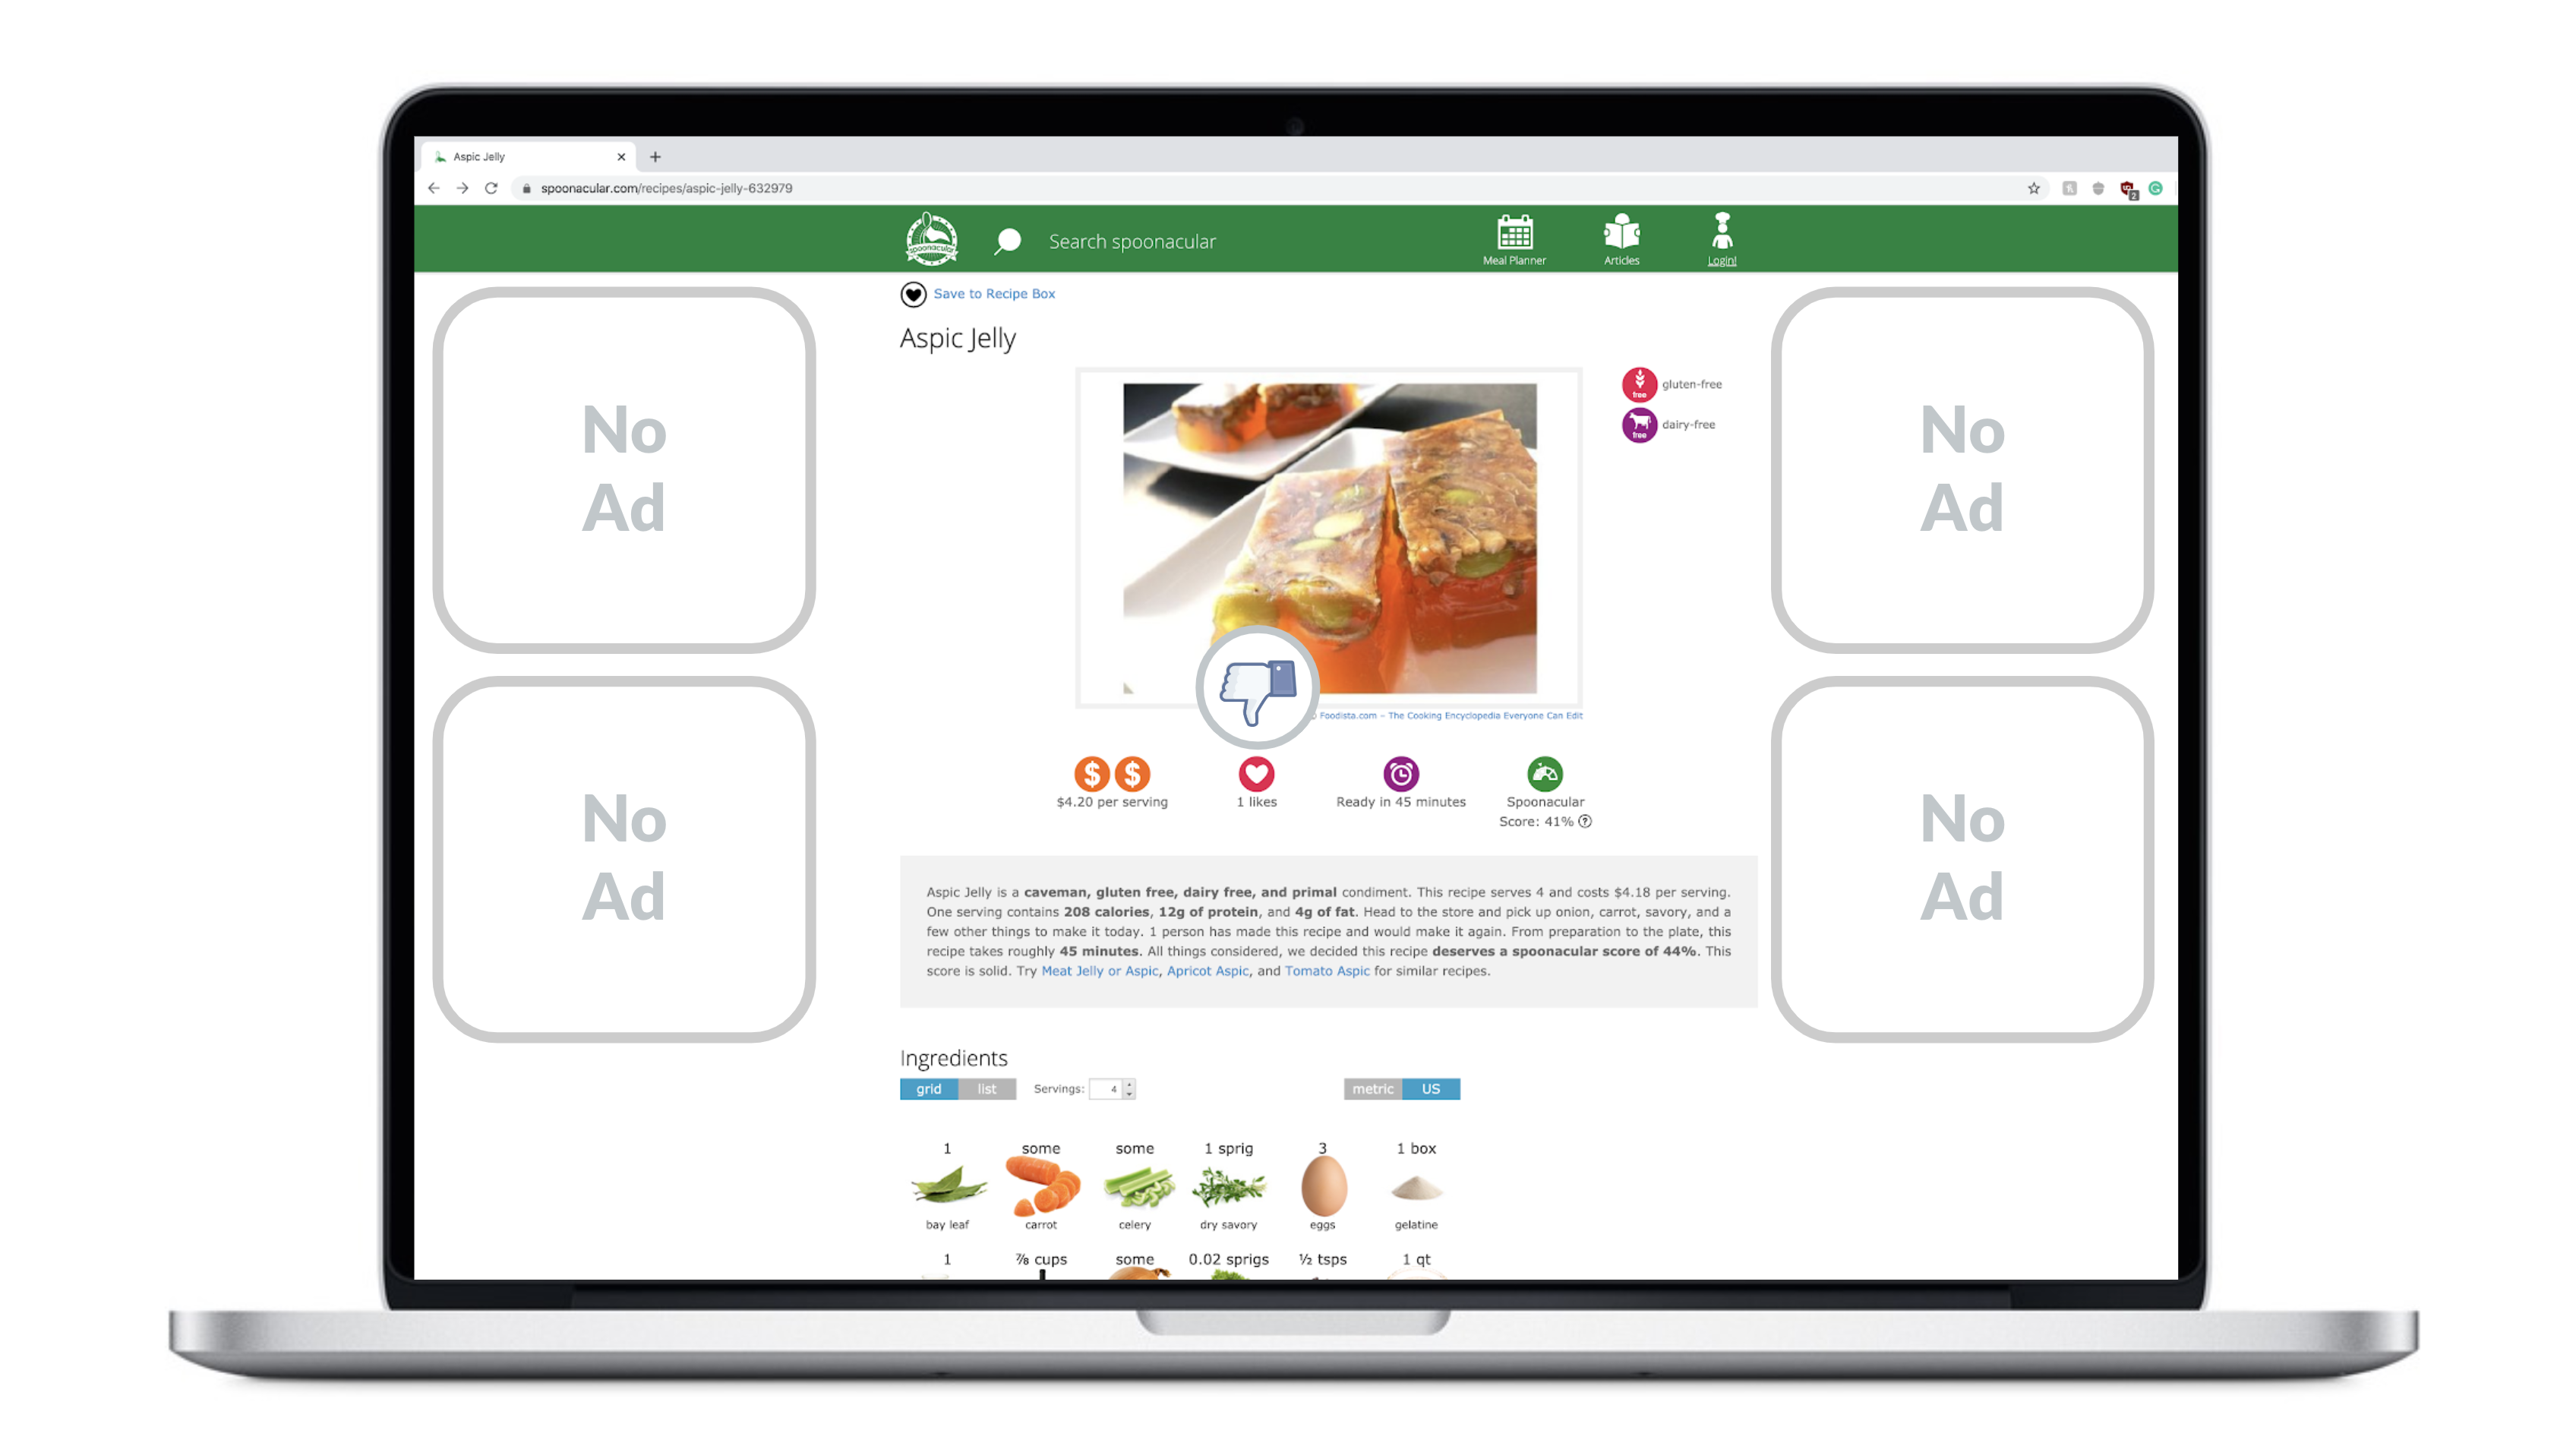 Aspic Jelly
spoonacular.com/recipes/aspic-jelly-632979
2
spoonacular
Search spoonacular
Meal Planner
Articles
Login!
Save to Recipe Box
Aspic Jelly
free
gluten-free
free
dairy-free
No
Ad
No
Ad
No
Ad
No
Ad
Foodista.com – The Cooking Encyclopedia Everyone Can Edit
$ $
$4.20 per serving
1 likes
Ready in 45 minutes
Spoonacular
Score: 41% ?
Aspic Jelly is a caveman, gluten free, dairy free, and primal condiment. This recipe serves 4 and costs $4.18 per serving.
One serving contains 208 calories, 12g of protein, and 4g of fat. Head to the store and pick up onion, carrot, savory, and a
few other things to make it today. 1 person has made this recipe and would make it again. From preparation to the plate, this
recipe takes roughly 45 minutes. All things considered, we decided this recipe deserves a spoonacular score of 44%. This
score is solid. Try Meat Jelly or Aspic, Apricot Aspic, and Tomato Aspic for similar recipes.
Ingredients
grid list Servings: 4 metric US
1 some some 1 sprig 3 1 box
bay leaf carrot celery dry savory eggs gelatine
1 ⅞ cups some 0.02 sprigs ½ tsps 1 qt